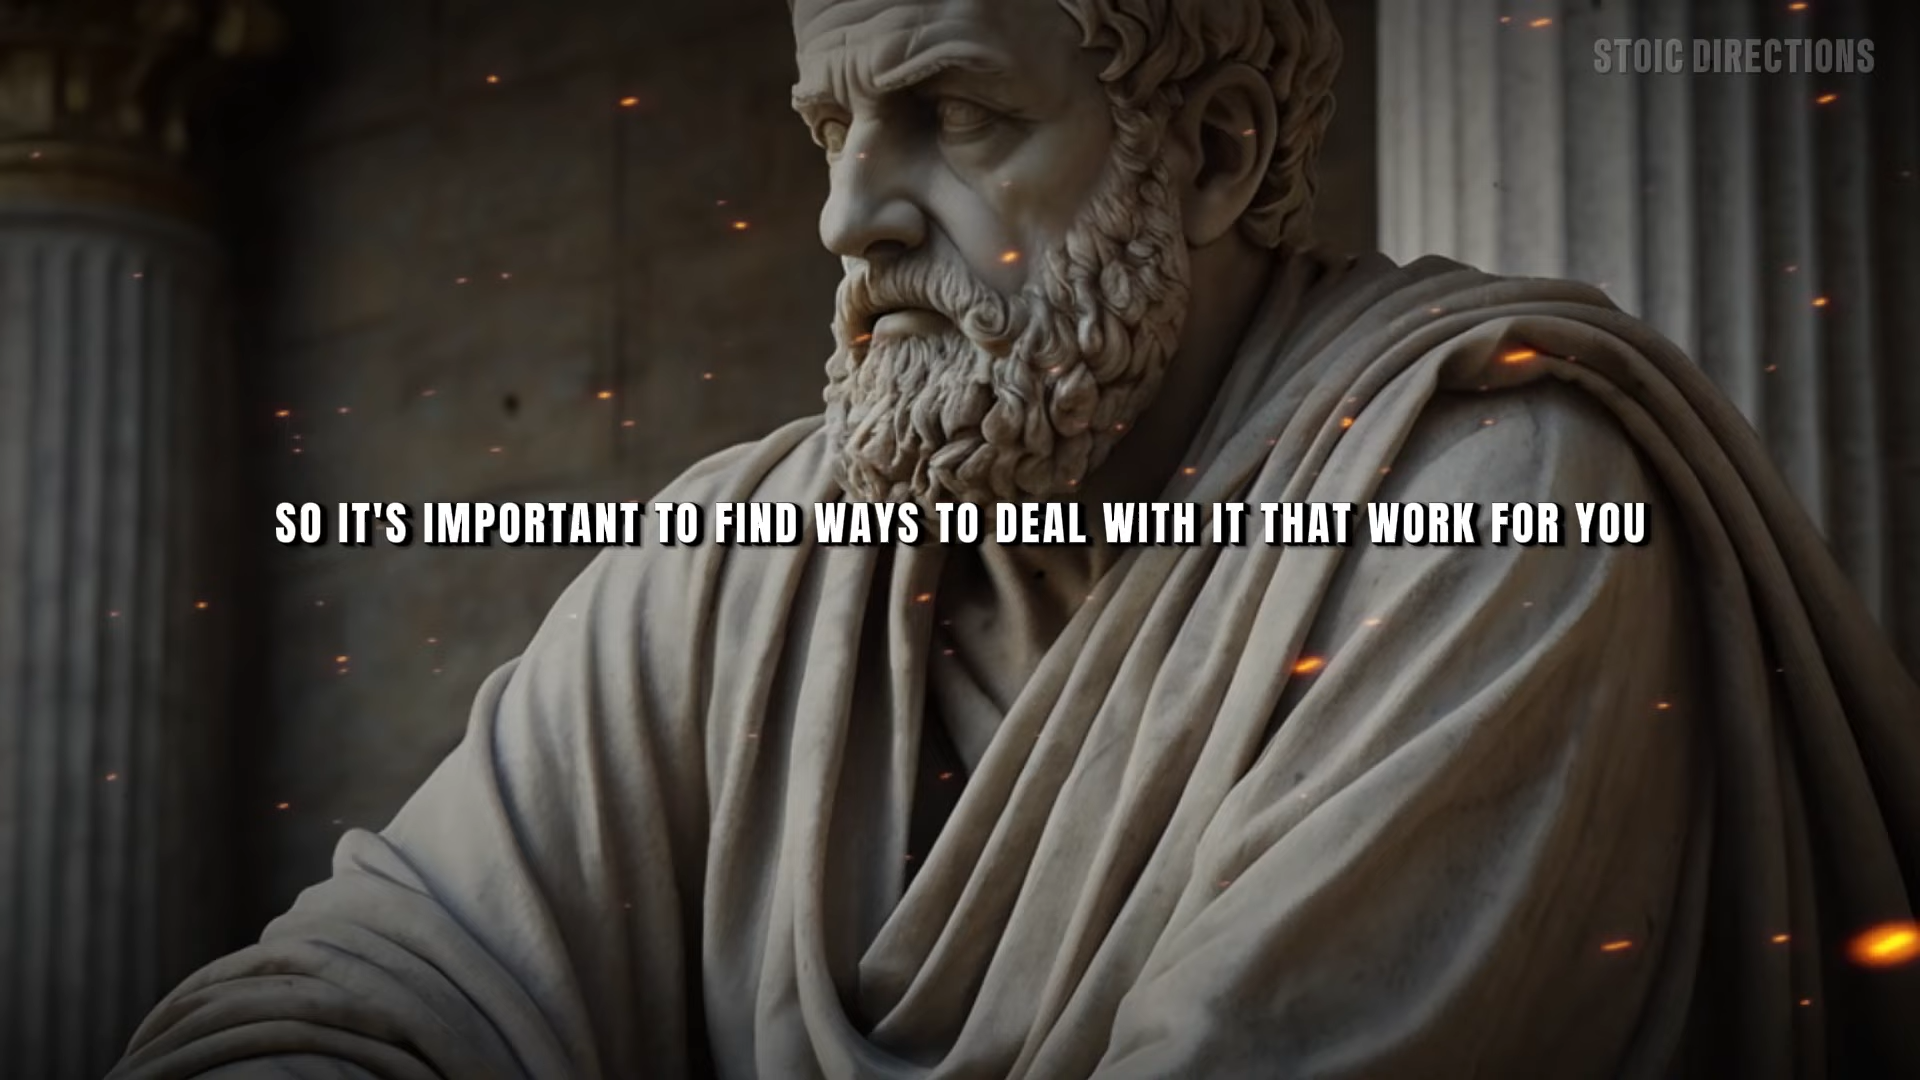 STOIC DIRECTIONS
SO IT'S IMPORTANT TO FIND WAYS TO DEAL WITH IT THAT WORK FOR YOU